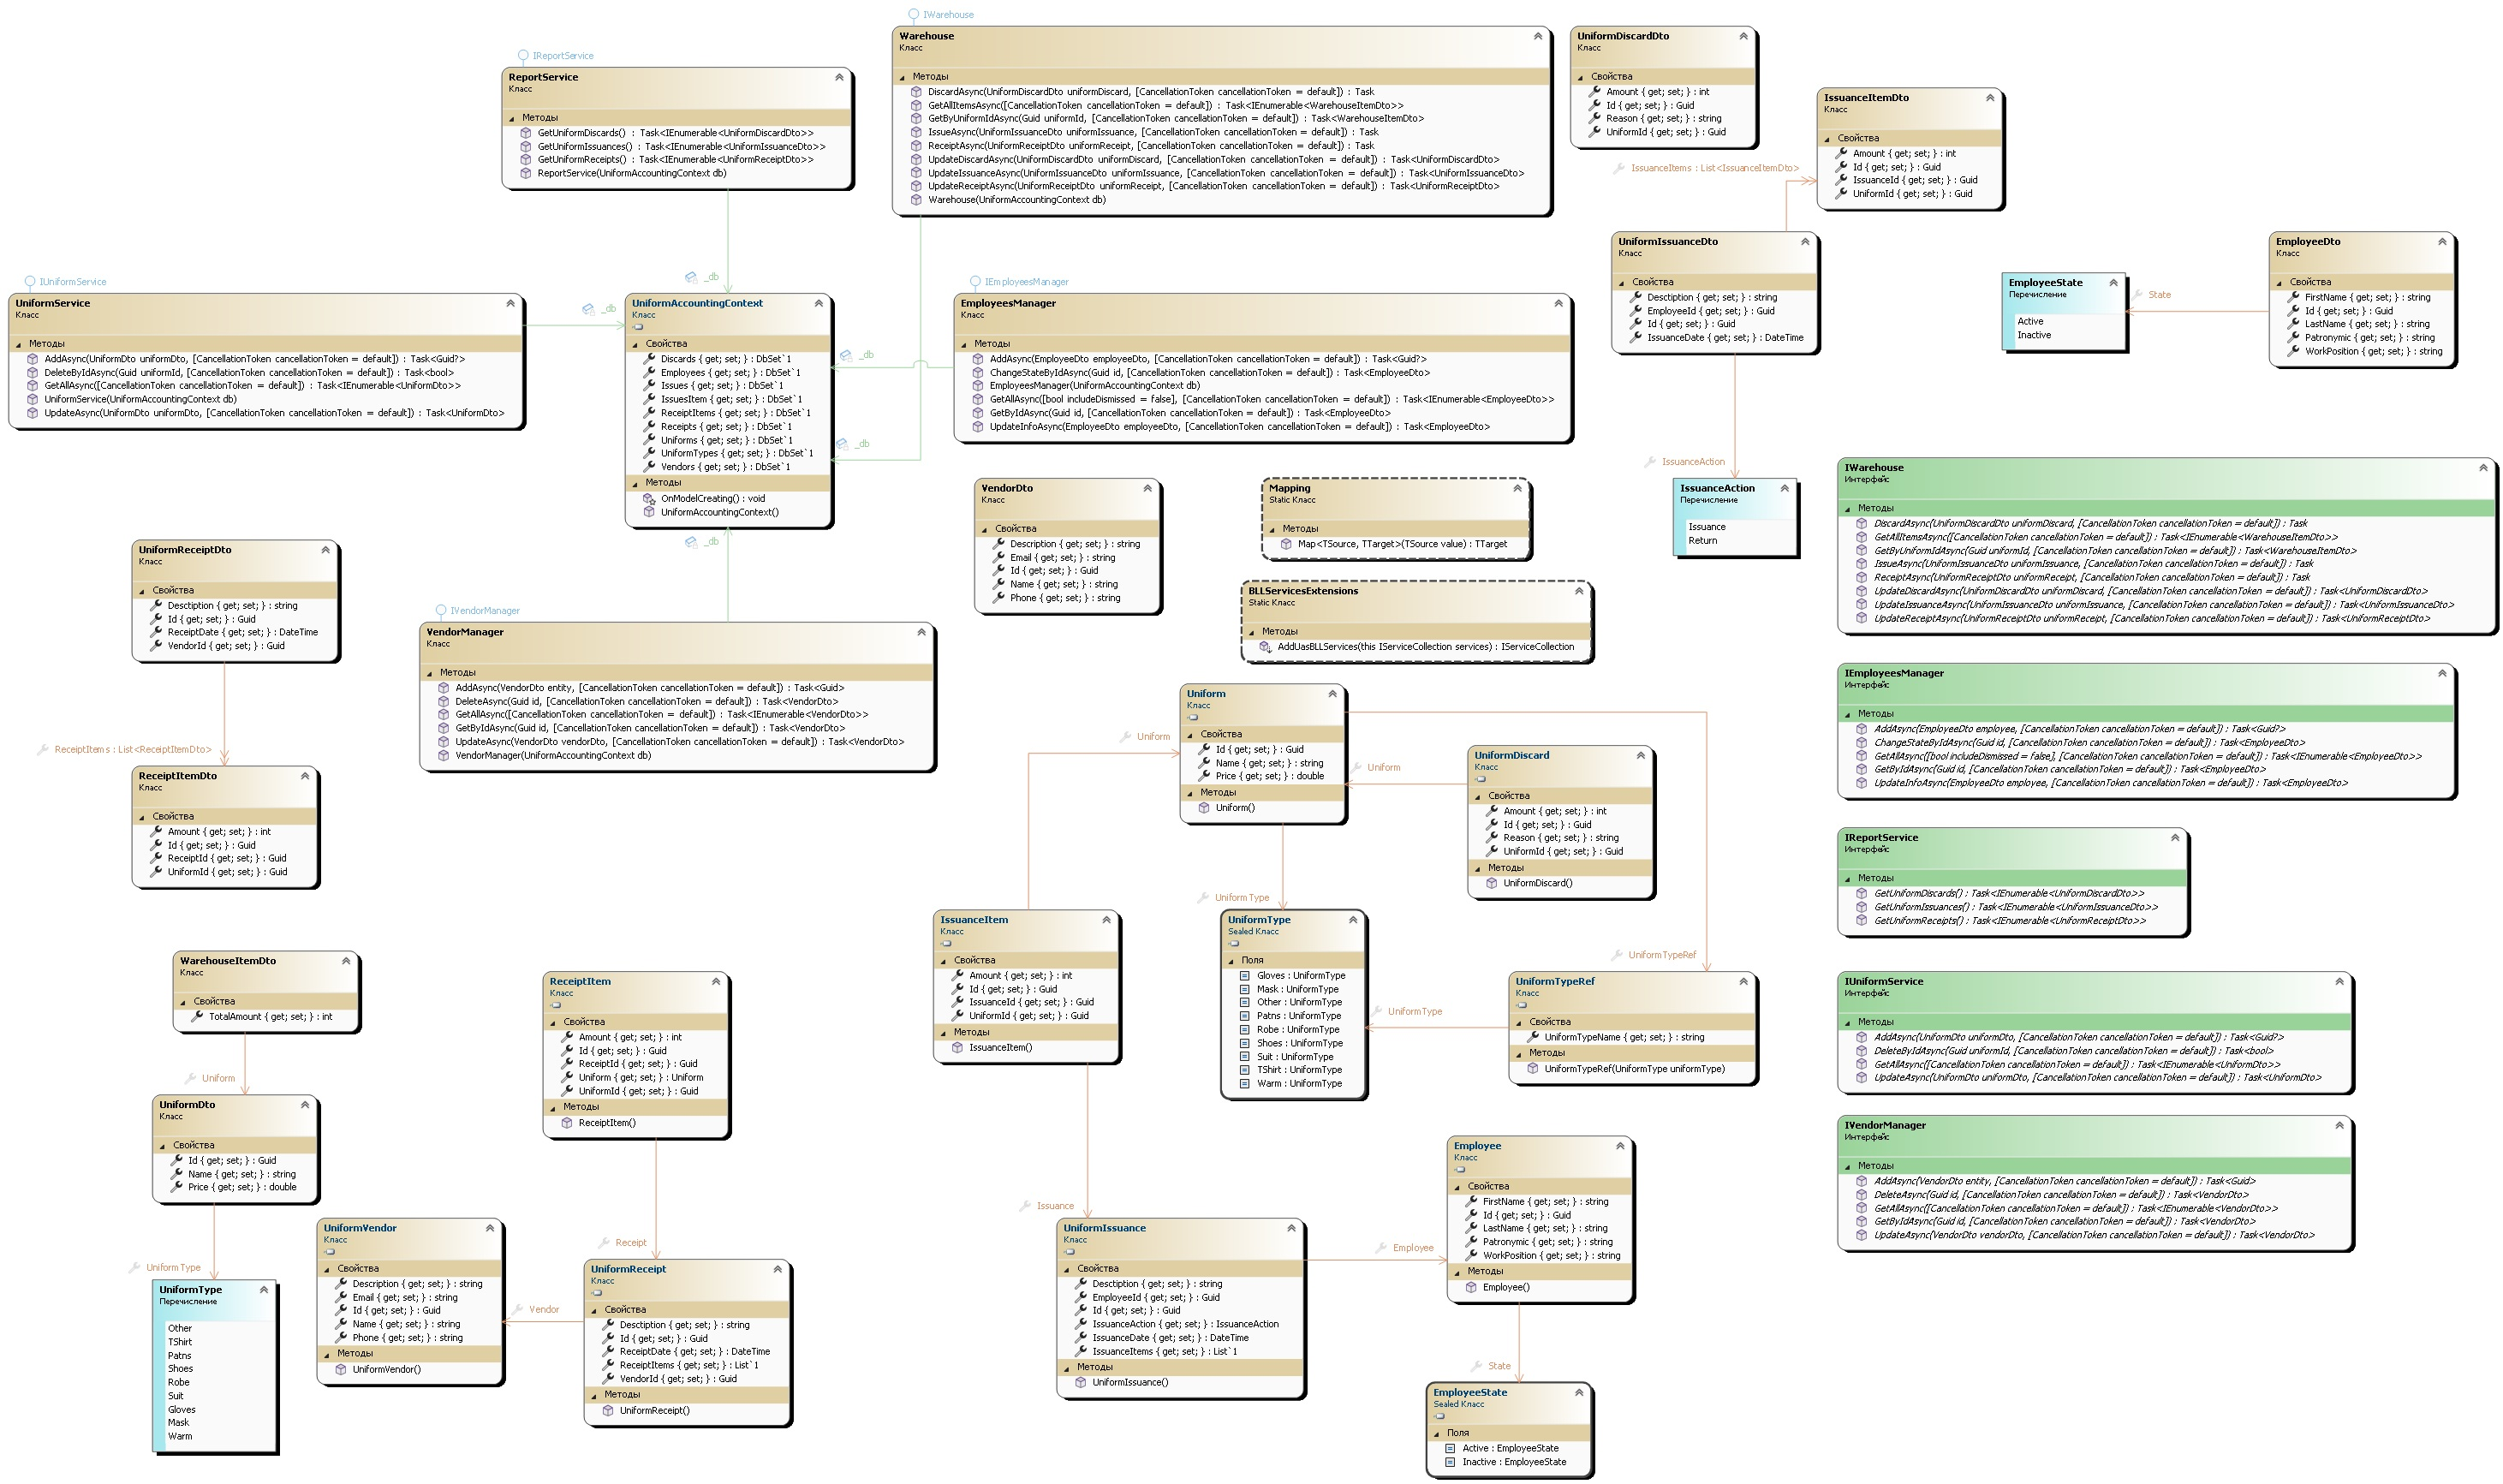 IWarehouse
Warehouse
Класс
Методы
DiscardAsync(UniformDiscardDto uniformDiscard, [CancellationToken cancellationToken = default]) : Task
GetAllItemsAsync([CancellationToken cancellationToken = default]) : Task<IEnumerable<WarehouseItemDto>>
GetByUniformIdAsync(Guid uniformId, [CancellationToken cancellationToken = default]) : Task<WarehouseItemDto>
IssueAsync(UniformIssuanceDto uniformIssuance, [CancellationToken cancellationToken = default]) : Task
ReceiptAsync(UniformReceiptDto uniformReceipt, [CancellationToken cancellationToken = default]) : Task
UpdateDiscardAsync(UniformDiscardDto uniformDiscard, [CancellationToken cancellationToken = default]) : Task<UniformDiscardDto>
UpdateIssuanceAsync(UniformIssuanceDto uniformIssuance, [CancellationToken cancellationToken = default]) : Task<UniformIssuanceDto>
UpdateReceiptAsync(UniformReceiptDto uniformReceipt, [CancellationToken cancellationToken = default]) : Task<UniformReceiptDto>
Warehouse(UniformAccountingContext db)
UniformDiscardDto
Класс
Свойства
Amount { get; set; } : int
Id { get; set; } : Guid
Reason { get; set; } : string
UniformId { get; set; } : Guid
IReportService
ReportService
Класс
Методы
GetUniformDiscards() : Task<IEnumerable<UniformDiscardDto>>
GetUniformIssuances() : Task<IEnumerable<UniformIssuanceDto>>
GetUniformReceipts() : Task<IEnumerable<UniformReceiptDto>>
ReportService(UniformAccountingContext db)
IssuanceItemDto
Класс
Свойства
Amount { get; set; } : int
Id { get; set; } : Guid
IssuanceId { get; set; } : Guid
UniformId { get; set; } : Guid
IssuanceItems : List<IssuanceItemDto>
UniformIssuanceDto
Класс
Свойства
Desctiption { get; set; } : string
EmployeeId { get; set; } : Guid
Id { get; set; } : Guid
IssuanceDate { get; set; } : DateTime
EmployeeDto
Класс
Свойства
FirstName { get; set; } : string
Id { get; set; } : Guid
LastName { get; set; } : string
Patronymic { get; set; } : string
WorkPosition { get; set; } : string
State
EmployeeState
Перечисление
Active
Inactive
IUniformService
UniformService
Класс
Методы
AddAsync(UniformDto uniformDto, [CancellationToken cancellationToken = default]) : Task<Guid?>
DeleteByIdAsync(Guid uniformId, [CancellationToken cancellationToken = default]) : Task<bool>
GetAllAsync([CancellationToken cancellationToken = default]) : Task<IEnumerable<UniformDto>>
UniformService(UniformAccountingContext db)
UpdateAsync(UniformDto uniformDto, [CancellationToken cancellationToken = default]) : Task<UniformDto>
_db
_db
UniformAccountingContext
Класс
Свойства
Discards { get; set; } : DbSet`1
Employees { get; set; } : DbSet`1
Issues { get; set; } : DbSet`1
IssuesItem { get; set; } : DbSet`1
ReceiptItems { get; set; } : DbSet`1
Receipts { get; set; } : DbSet`1
Uniforms { get; set; } : DbSet`1
UniformTypes { get; set; } : DbSet`1
Vendors { get; set; } : DbSet`1
Методы
OnModelCreating() : void
UniformAccountingContext()
_db
_db
_db
IEmployeesManager
EmployeesManager
Класс
Методы
AddAsync(EmployeeDto employeeDto, [CancellationToken cancellationToken = default]) : Task<Guid?>
ChangeStateByIdAsync(Guid id, [CancellationToken cancellationToken = default]) : Task<EmployeeDto>
EmployeesManager(UniformAccountingContext db)
GetAllAsync([bool includeDismissed = false], [CancellationToken cancellationToken = default]) : Task<IEnumerable<EmployeeDto>>
GetByIdAsync(Guid id, [CancellationToken cancellationToken = default]) : Task<EmployeeDto>
UpdateInfoAsync(EmployeeDto employeeDto, [CancellationToken cancellationToken = default]) : Task<EmployeeDto>
IssuanceAction
IssuanceAction
Перечисление
Issuance
Return
IWarehouse
Интерфейс
Методы
DiscardAsync(UniformDiscardDto uniformDiscard, [CancellationToken cancellationToken = default]) : Task
GetAllItemsAsync([CancellationToken cancellationToken = default]) : Task<IEnumerable<WarehouseItemDto>>
GetByUniformIdAsync(Guid uniformId, [CancellationToken cancellationToken = default]) : Task<WarehouseItemDto>
IssueAsync(UniformIssuanceDto uniformIssuance, [CancellationToken cancellationToken = default]) : Task
ReceiptAsync(UniformReceiptDto uniformReceipt, [CancellationToken cancellationToken = default]) : Task
UpdateDiscardAsync(UniformDiscardDto uniformDiscard, [CancellationToken cancellationToken = default]) : Task<UniformDiscardDto>
UpdateIssuanceAsync(UniformIssuanceDto uniformIssuance, [CancellationToken cancellationToken = default]) : Task<UniformIssuanceDto>
UpdateReceiptAsync(UniformReceiptDto uniformReceipt, [CancellationToken cancellationToken = default]) : Task<UniformReceiptDto>
VendorDto
Класс
Свойства
Description { get; set; } : string
Email { get; set; } : string
Id { get; set; } : Guid
Name { get; set; } : string
Phone { get; set; } : string
Mapping
Static Класс
Методы
Map<TSource, TTarget>(TSource value) : TTarget
BLLServicesExtensions
Static Класс
Методы
AddUasBLLServices(this IServiceCollection services) : IServiceCollection
UniformReceiptDto
Класс
Свойства
Desctiption { get; set; } : string
Id { get; set; } : Guid
ReceiptDate { get; set; } : DateTime
VendorId { get; set; } : Guid
ReceiptItems : List<ReceiptItemDto>
ReceiptItemDto
Класс
Свойства
Amount { get; set; } : int
Id { get; set; } : Guid
ReceiptId { get; set; } : Guid
UniformId { get; set; } : Guid
IVendorManager
VendorManager
Класс
Методы
AddAsync(VendorDto entity, [CancellationToken cancellationToken = default]) : Task<Guid>
DeleteAsync(Guid id, [CancellationToken cancellationToken = default]) : Task<VendorDto>
GetAllAsync([CancellationToken cancellationToken = default]) : Task<IEnumerable<VendorDto>>
GetByIdAsync(Guid id, [CancellationToken cancellationToken = default]) : Task<VendorDto>
UpdateAsync(VendorDto vendorDto, [CancellationToken cancellationToken = default]) : Task<VendorDto>
VendorManager(UniformAccountingContext db)
IEmployeesManager
Интерфейс
Методы
AddAsync(EmployeeDto employee, [CancellationToken cancellationToken = default]) : Task<Guid?>
ChangeStateByIdAsync(Guid id, [CancellationToken cancellationToken = default]) : Task<EmployeeDto>
GetAllAsync([bool includeDismissed = false], [CancellationToken cancellationToken = default]) : Task<IEnumerable<EmployeeDto>>
GetByIdAsync(Guid id, [CancellationToken cancellationToken = default]) : Task<EmployeeDto>
UpdateInfoAsync(EmployeeDto employee, [CancellationToken cancellationToken = default]) : Task<EmployeeDto>
Uniform
Uniform
Класс
Свойства
Id { get; set; } : Guid
Name { get; set; } : string
Price { get; set; } : double
Методы
Uniform()
Uniform
UniformDiscard
Класс
Свойства
Amount { get; set; } : int
Id { get; set; } : Guid
Reason { get; set; } : string
UniformId { get; set; } : Guid
Методы
UniformDiscard()
IReportService
Интерфейс
Методы
GetUniformDiscards() : Task<IEnumerable<UniformDiscardDto>>
GetUniformIssuances() : Task<IEnumerable<UniformIssuanceDto>>
GetUniformReceipts() : Task<IEnumerable<UniformReceiptDto>>
UniformType
UniformType
Sealed Класс
Поля
Gloves : UniformType
Mask : UniformType
Other : UniformType
Patns : UniformType
Robe : UniformType
Shoes : UniformType
Suit : UniformType
TShirt : UniformType
Warm : UniformType
UniformTypeRef
UniformType
UniformTypeRef
Класс
Свойства
UniformTypeName { get; set; } : string
Методы
UniformTypeRef(UniformType uniformType)
IUniformService
Интерфейс
Методы
AddAsync(UniformDto uniformDto, [CancellationToken cancellationToken = default]) : Task<Guid?>
DeleteByIdAsync(Guid uniformId, [CancellationToken cancellationToken = default]) : Task<bool>
GetAllAsync([CancellationToken cancellationToken = default]) : Task<IEnumerable<UniformDto>>
UpdateAsync(UniformDto uniformDto, [CancellationToken cancellationToken = default]) : Task<UniformDto>
IssuanceItem
Класс
Свойства
Amount { get; set; } : int
Id { get; set; } : Guid
IssuanceId { get; set; } : Guid
UniformId { get; set; } : Guid
Методы
IssuanceItem()
WarehouseItemDto
Класс
Свойства
TotalAmount { get; set; } : int
Uniform
UniformDto
Класс
Свойства
Id { get; set; } : Guid
Name { get; set; } : string
Price { get; set; } : double
UniformType
UniformType
Перечисление
Other
TShirt
Patns
Shoes
Robe
Suit
Gloves
Mask
Warm
ReceiptItem
Класс
Свойства
Amount { get; set; } : int
Id { get; set; } : Guid
ReceiptId { get; set; } : Guid
Uniform { get; set; } : Uniform
UniformId { get; set; } : Guid
Методы
ReceiptItem()
UniformVendor
Класс
Свойства
Description { get; set; } : string
Email { get; set; } : string
Id { get; set; } : Guid
Name { get; set; } : string
Phone { get; set; } : string
Методы
UniformVendor()
Receipt
Vendor
UniformReceipt
Класс
Свойства
Desctiption { get; set; } : string
Id { get; set; } : Guid
ReceiptDate { get; set; } : DateTime
ReceiptItems { get; set; } : List`1
VendorId { get; set; } : Guid
Методы
UniformReceipt()
Issuance
UniformIssuance
Класс
Свойства
Desctiption { get; set; } : string
EmployeeId { get; set; } : Guid
Id { get; set; } : Guid
IssuanceAction { get; set; } : IssuanceAction
IssuanceDate { get; set; } : DateTime
IssuanceItems { get; set; } : List`1
Методы
UniformIssuance()
Employee
Employee
Класс
Свойства
FirstName { get; set; } : string
Id { get; set; } : Guid
LastName { get; set; } : string
Patronymic { get; set; } : string
WorkPosition { get; set; } : string
Методы
Employee()
State
EmployeeState
Sealed Класс
Поля
Active : EmployeeState
Inactive : EmployeeState
IVendorManager
Интерфейс
Методы
AddAsync(VendorDto entity, [CancellationToken cancellationToken = default]) : Task<Guid>
DeleteAsync(Guid id, [CancellationToken cancellationToken = default]) : Task<VendorDto>
GetAllAsync([CancellationToken cancellationToken = default]) : Task<IEnumerable<VendorDto>>
GetByIdAsync(Guid id, [CancellationToken cancellationToken = default]) : Task<VendorDto>
UpdateAsync(VendorDto vendorDto, [CancellationToken cancellationToken = default]) : Task<VendorDto>